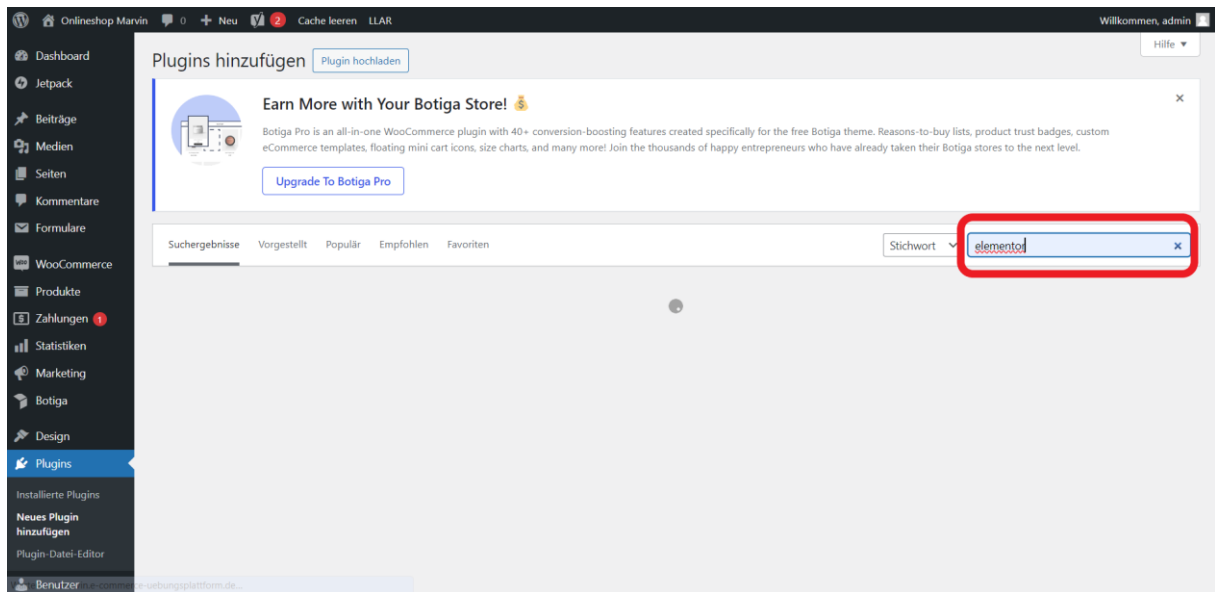 Onlineshop Marvin 0 Neu 2 Cache leeren LLAR Willkommen, admin
Hilfe
Dashboard
Jetpack
Beiträge
Medien
Seiten
Kommentare
Formulare
WooCommerce
Produkte
Zahlungen 1
Statistiken
Marketing
Botiga
Design
Plugins
Installierte Plugins
Neues Plugin
hinzufügen
Plugin-Datei-Editor
Benutzer
Plugins hinzufügen Plugin hochladen
Earn More with Your Botiga Store!
Botiga Pro is an all-in-one WooCommerce plugin with 40+ conversion-boosting features created specifically for the free Botiga theme. Reasons-to-buy lists, product trust badges, custom
eCommerce templates, floating mini cart icons, size charts, and many more! Join the thousands of happy entrepreneurs who have already taken their Botiga stores to the next level.
Upgrade To Botiga Pro
Suchergebnisse Vorgestellt Populär Empfohlen Favoriten Stichwort elementor